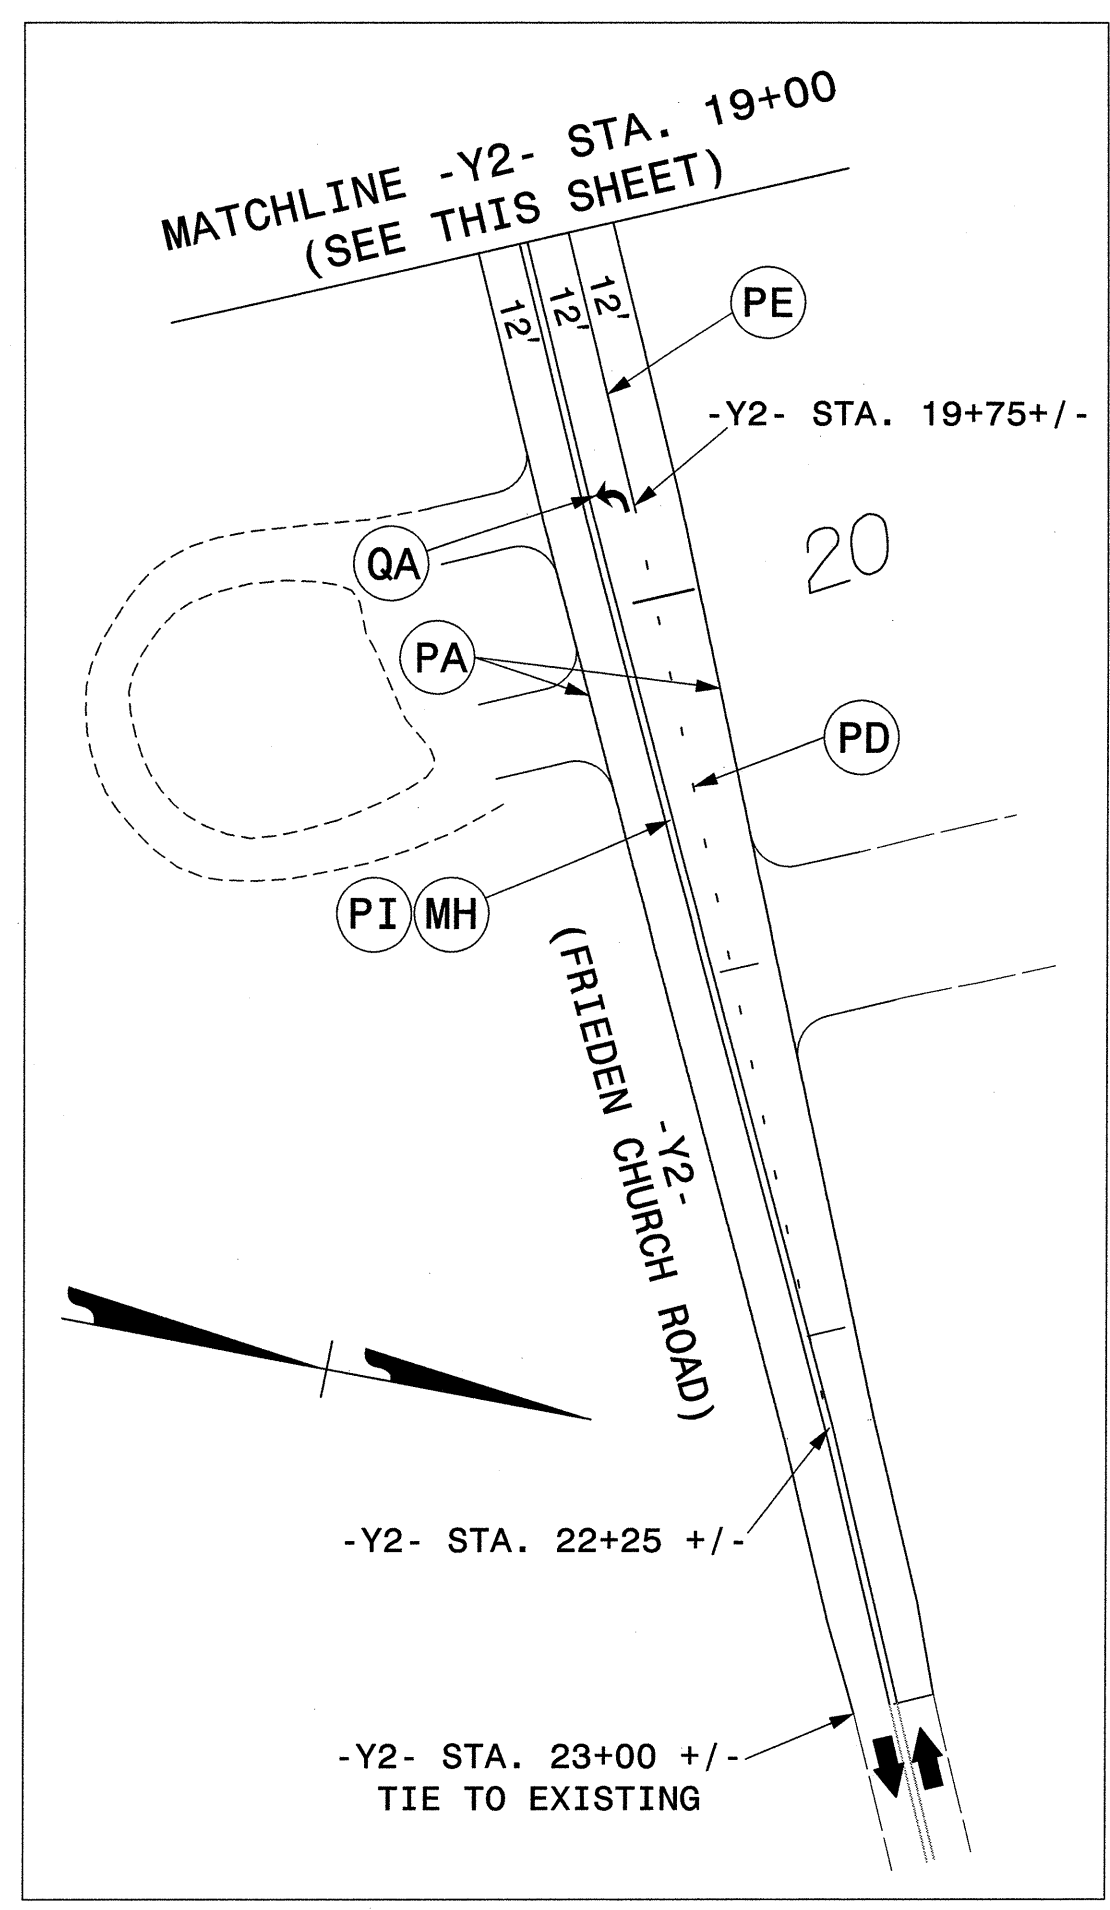 MATCHLINE -Y2- STA. 19+00
(SEE THIS SHEET)
12'
12'
12'
PE
-Y2- STA. 19+75+/-
QA
20
PA
PD
PI
MH
-Y2-
(FRIEDEN CHURCH ROAD)
-Y2- STA. 22+25 +/-
-Y2- STA. 23+00 +/-
TIE TO EXISTING